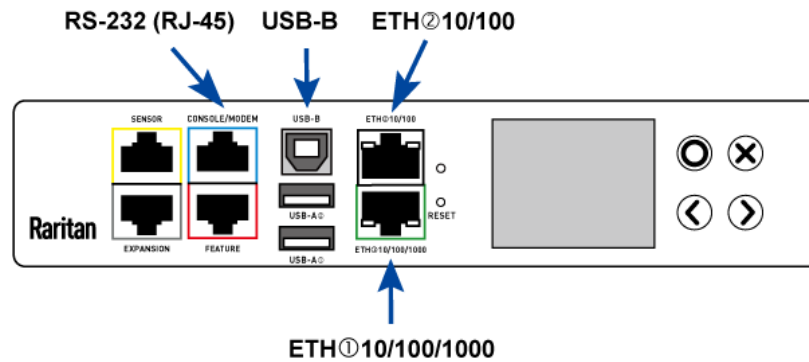 RS-232 (RJ-45) USB-B ETH②10/100
SENSOR CONSOLE/MODEM USB-B ETH②10/100
USB-A②
RESET
Raritan
EXPANSION FEATURE USB-A① ETH①10/100/1000
ETH①10/100/1000